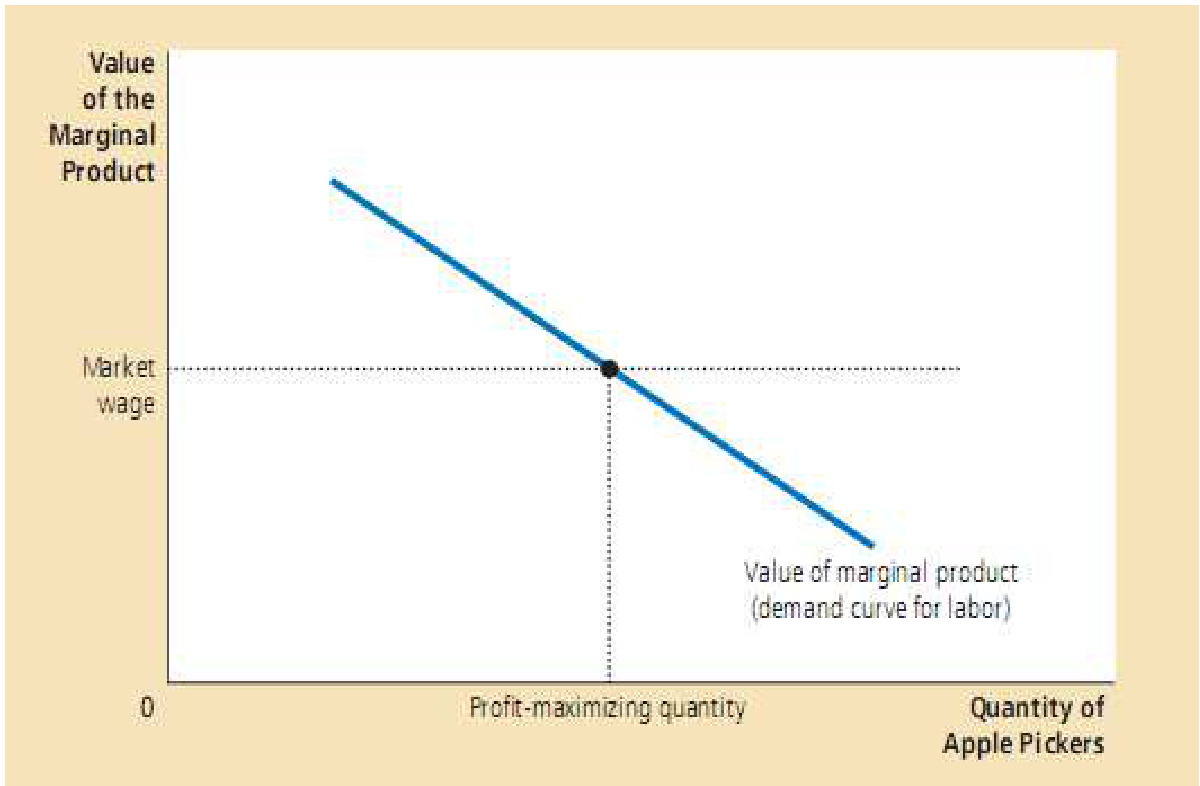 Value
of the
Marginal
Product
Market
wage
Value of marginal product
(demand curve for labor)
0
Profit-maximizing quantity
Quantity of
Apple Pickers